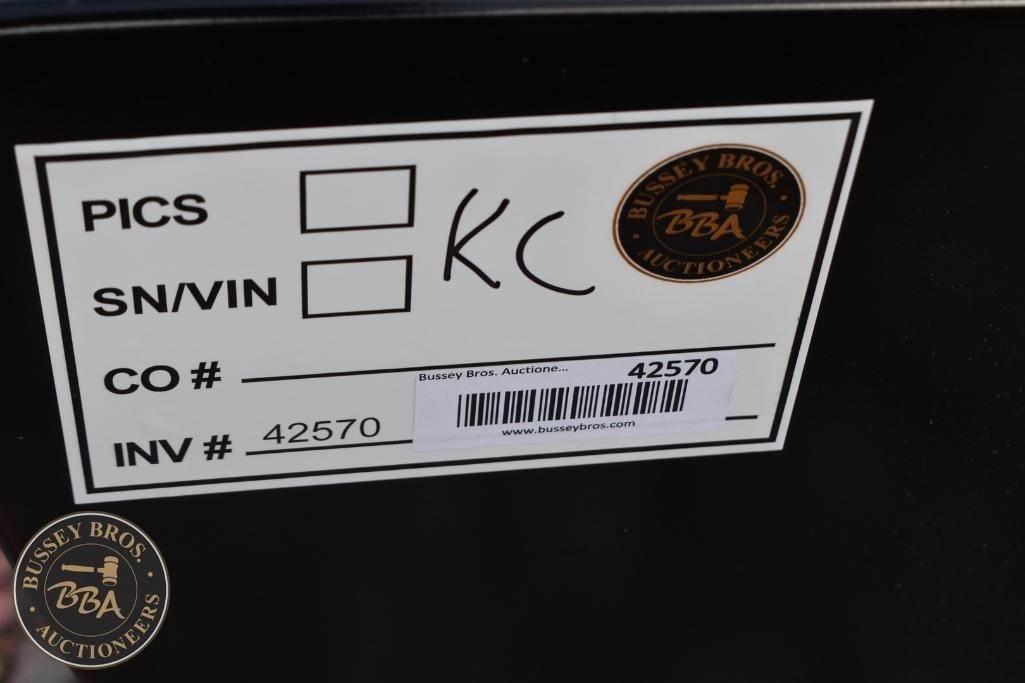 PICS
KC
BUSSEY BROS.
BBA
AUCTIONEERS
SN/VIN
CO #
Bussey Bros. Auctione... 42570
www.busseybros.com
INV # 42570
BUSSEY BROS.
BBA
AUCTIONEERS